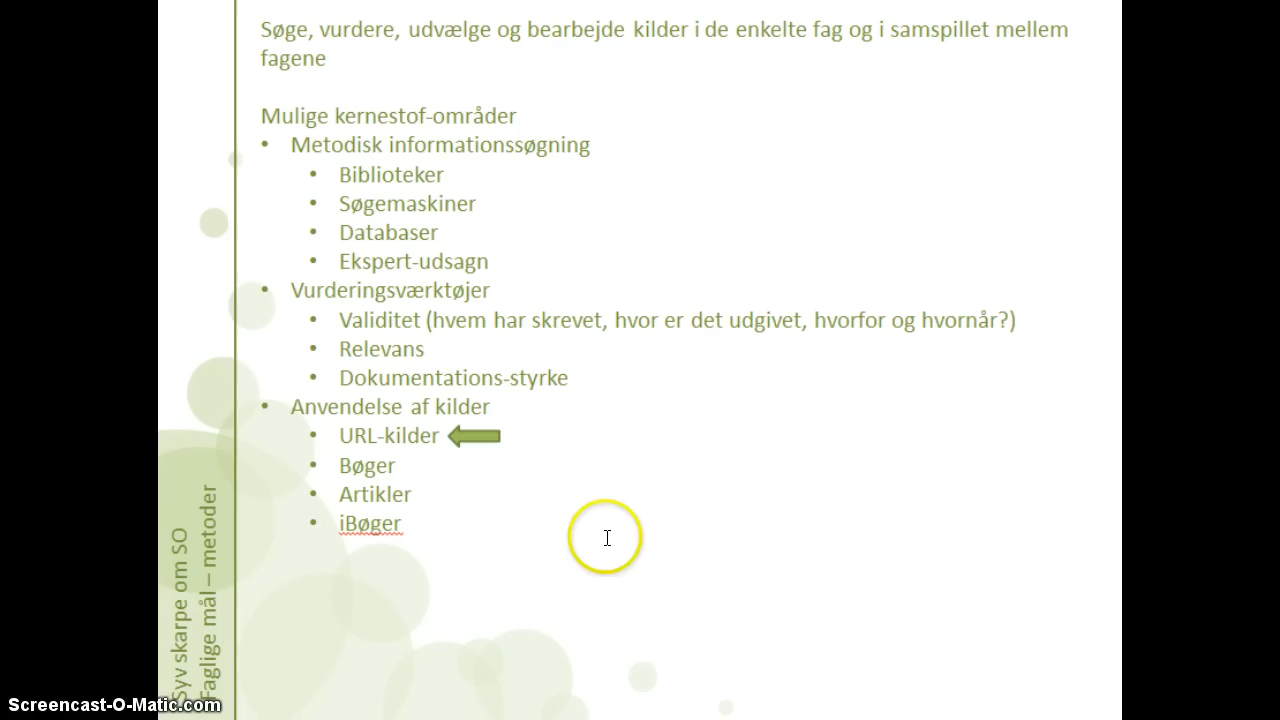 Søge, vurdere, udvælge og bearbejde kilder i de enkelte fag og i samspillet mellem
fagene
Mulige kernestof-områder
• Metodisk informationssøgning
• Biblioteker
• Søgemaskiner
• Databaser
• Ekspert-udsagn
• Vurderingsværktøjer
• Validitet (hvem har skrevet, hvor er det udgivet, hvorfor og hvornår?)
• Relevans
• Dokumentations-styrke
• Anvendelse af kilder
• URL-kilder
• Bøger
• Artikler
• iBøger
Syv skarpe om SO
Faglige mål – metoder
Screencast-O-Matic.com